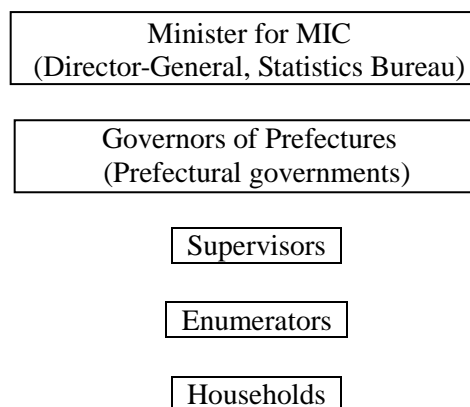 Minister for MIC
(Director-General, Statistics Bureau)
Governors of Prefectures
(Prefectural governments)
Supervisors
Enumerators
Households